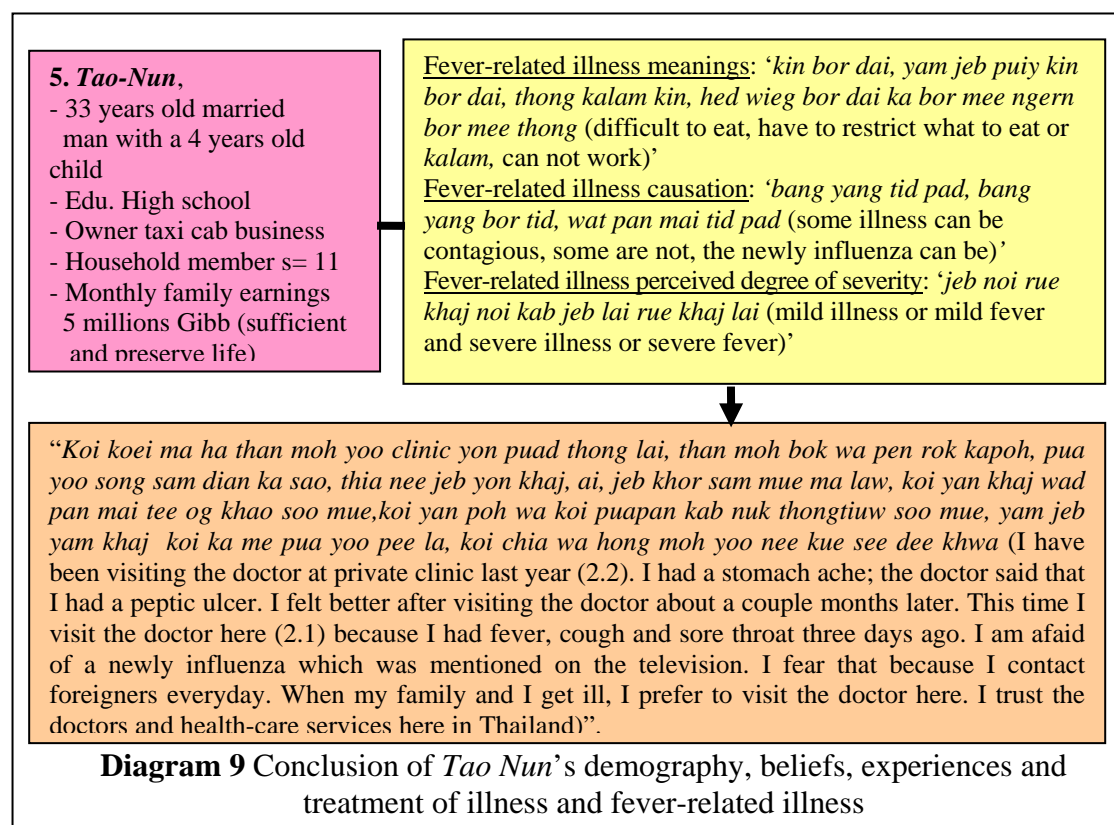 5. Tao-Nun,
- 33 years old married
man with a 4 years old
child
- Edu. High school
- Owner taxi cab business
- Household member s= 11
- Monthly family earnings
5 millions Gibb (sufficient
and preserve life)
Fever-related illness meanings: ‘kin bor dai, yam jeb puiy kin
bor dai, thong kalam kin, hed wieg bor dai ka bor mee ngern
bor mee thong (difficult to eat, have to restrict what to eat or
kalam, can not work)’
Fever-related illness causation: ‘bang yang tid pad, bang
yang bor tid, wat pan mai tid pad (some illness can be
contagious, some are not, the newly influenza can be)’
Fever-related illness perceived degree of severity: ‘jeb noi rue
khaj noi kab jeb lai rue khaj lai (mild illness or mild fever
and severe illness or severe fever)’
“Koi koei ma ha than moh yoo clinic yon puad thong lai, than moh bok wa pen rok kapoh, pua
yoo song sam dian ka sao, thia nee jeb yon khaj, ai, jeb khor sam mue ma law, koi yan khaj wad
pan mai tee og khao soo mue,koi yan poh wa koi puapan kab nuk thongtiuw soo mue, yam jeb
yam khaj koi ka me pua yoo pee la, koi chia wa hong moh yoo nee kue see dee khwa (I have
been visiting the doctor at private clinic last year (2.2). I had a stomach ache; the doctor said that
I had a peptic ulcer. I felt better after visiting the doctor about a couple months later. This time I
visit the doctor here (2.1) because I had fever, cough and sore throat three days ago. I am afaid
of a newly influenza which was mentioned on the television. I fear that because I contact
foreigners everyday. When my family and I get ill, I prefer to visit the doctor here. I trust the
doctors and health-care services here in Thailand)”.
Diagram 9 Conclusion of Tao Nun’s demography, beliefs, experiences and
treatment of illness and fever-related illness